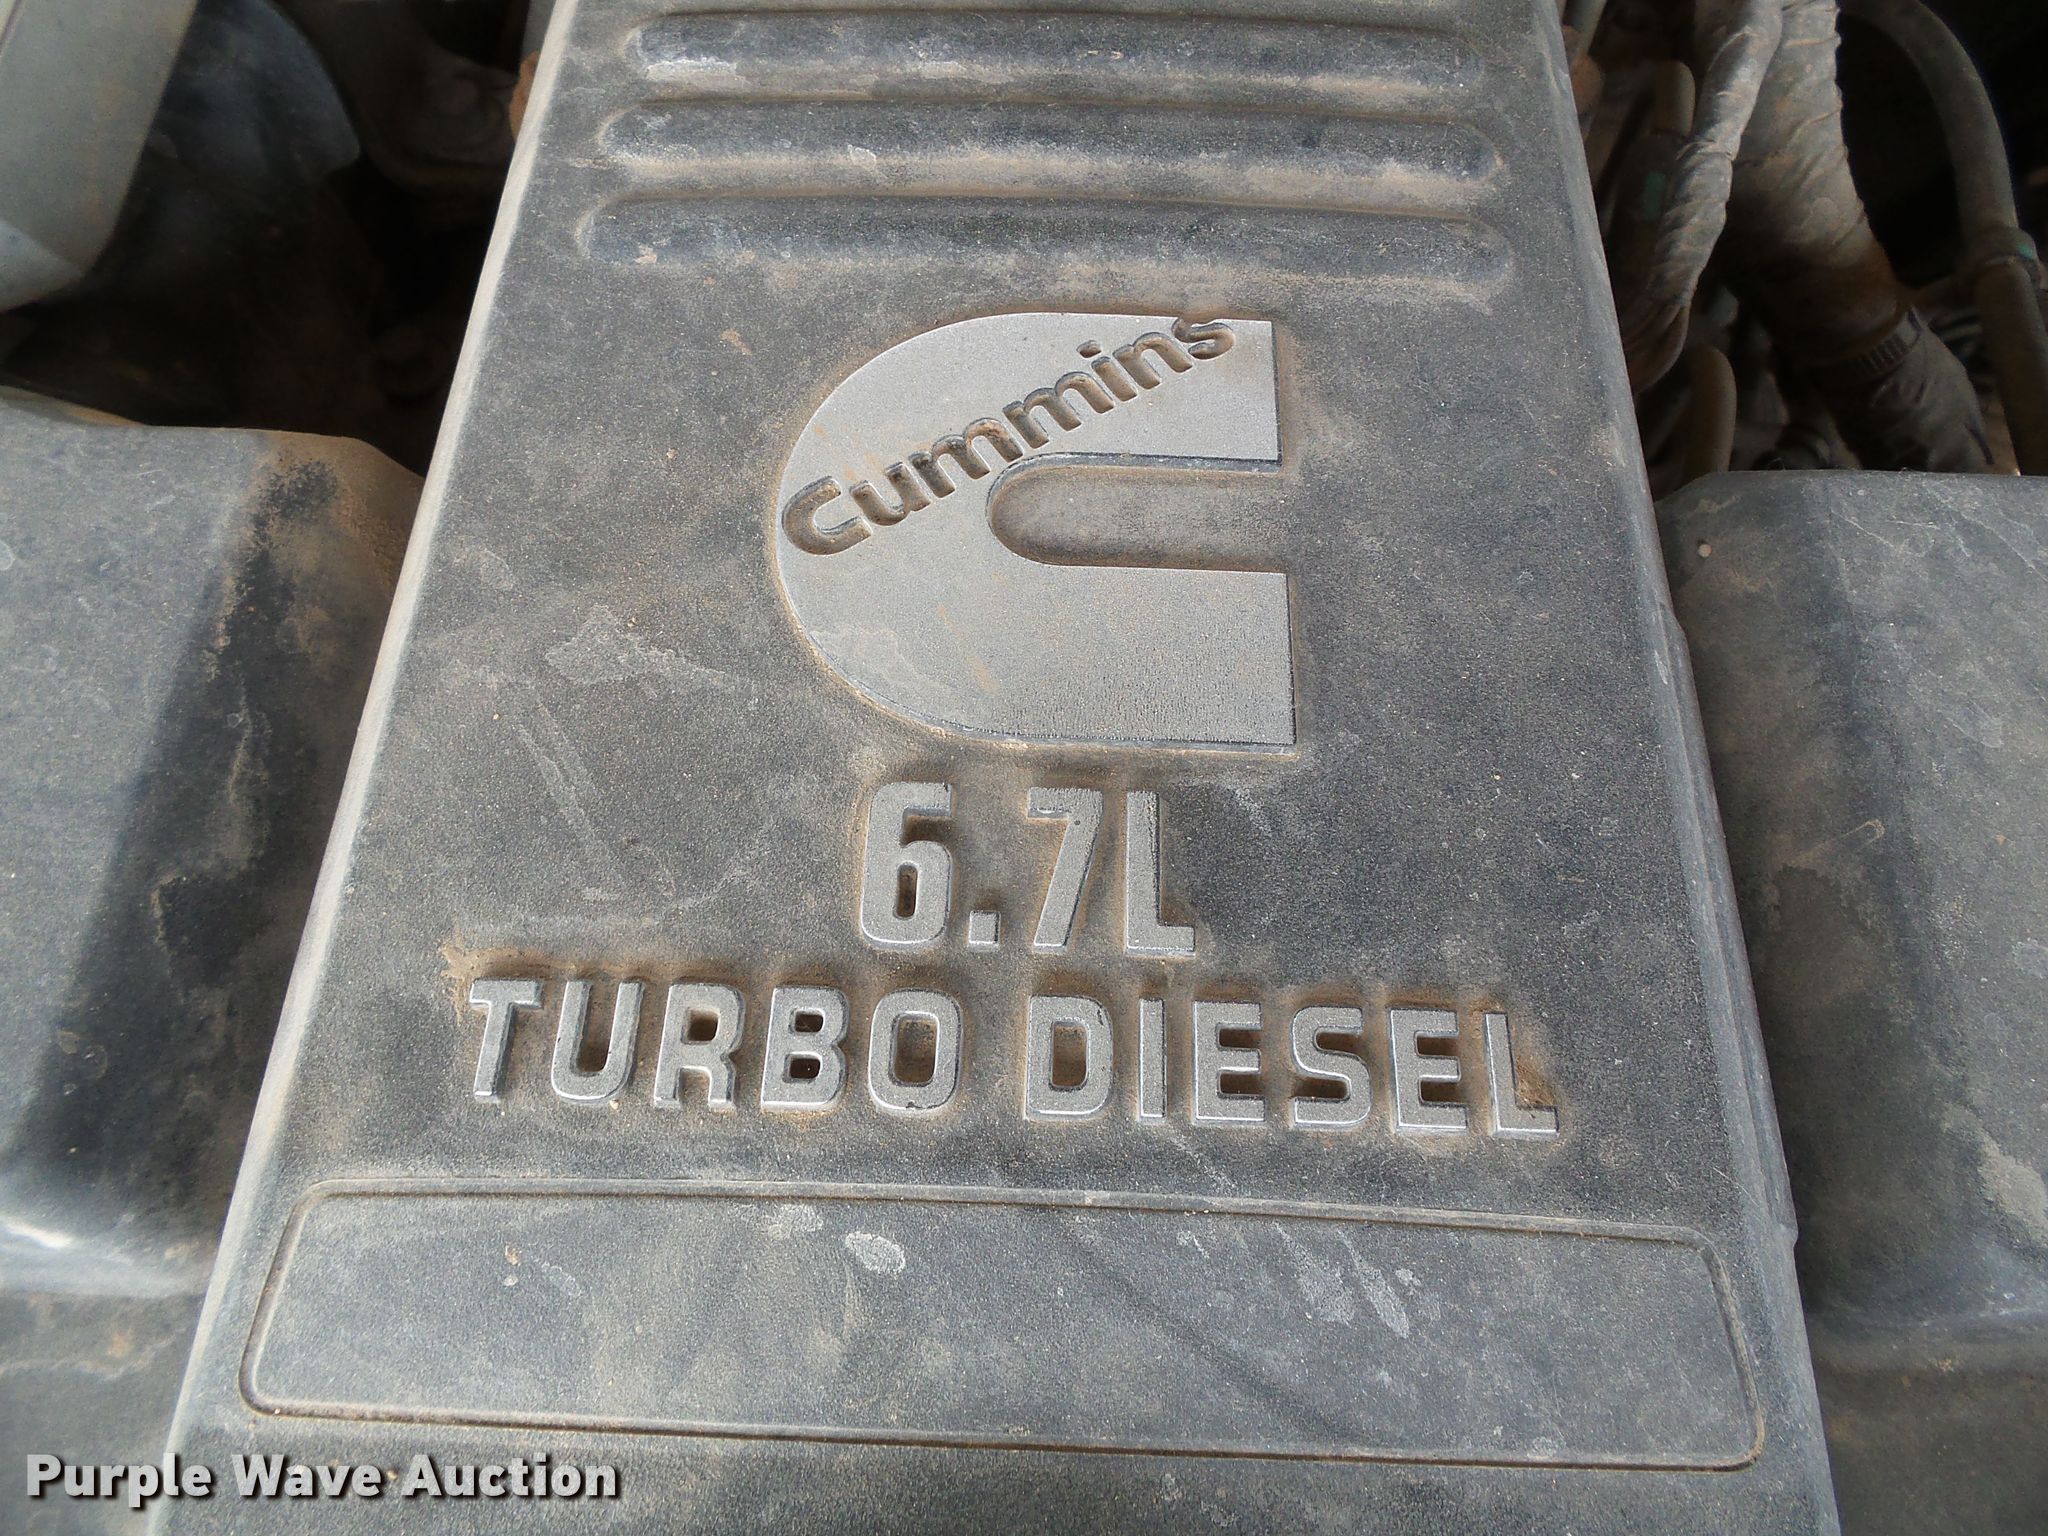 Cummins
6.7L
TURBO DIESEL
Purple Wave Auction